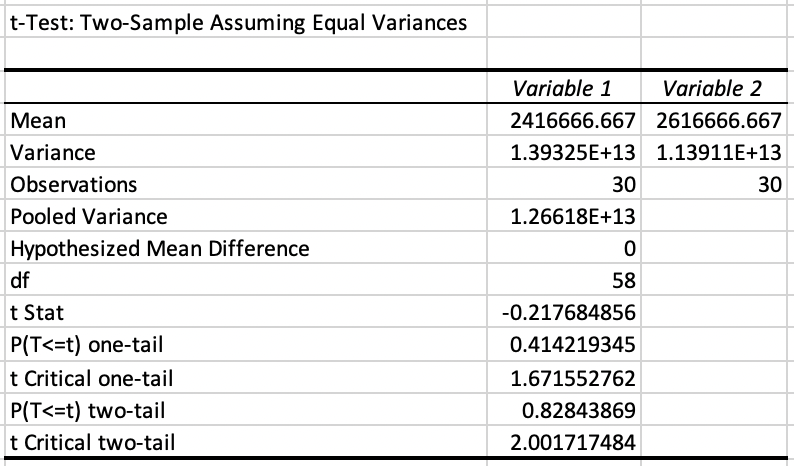 t-Test: Two-Sample Assuming Equal Variances
Variable 1 Variable 2
Mean 2416666.667 2616666.667
Variance 1.39325E+13 1.13911E+13
Observations 30 30
Pooled Variance 1.26618E+13
Hypothesized Mean Difference 0
df 58
t Stat -0.217684856
P(T<=t) one-tail 0.414219345
t Critical one-tail 1.671552762
P(T<=t) two-tail 0.82843869
t Critical two-tail 2.001717484